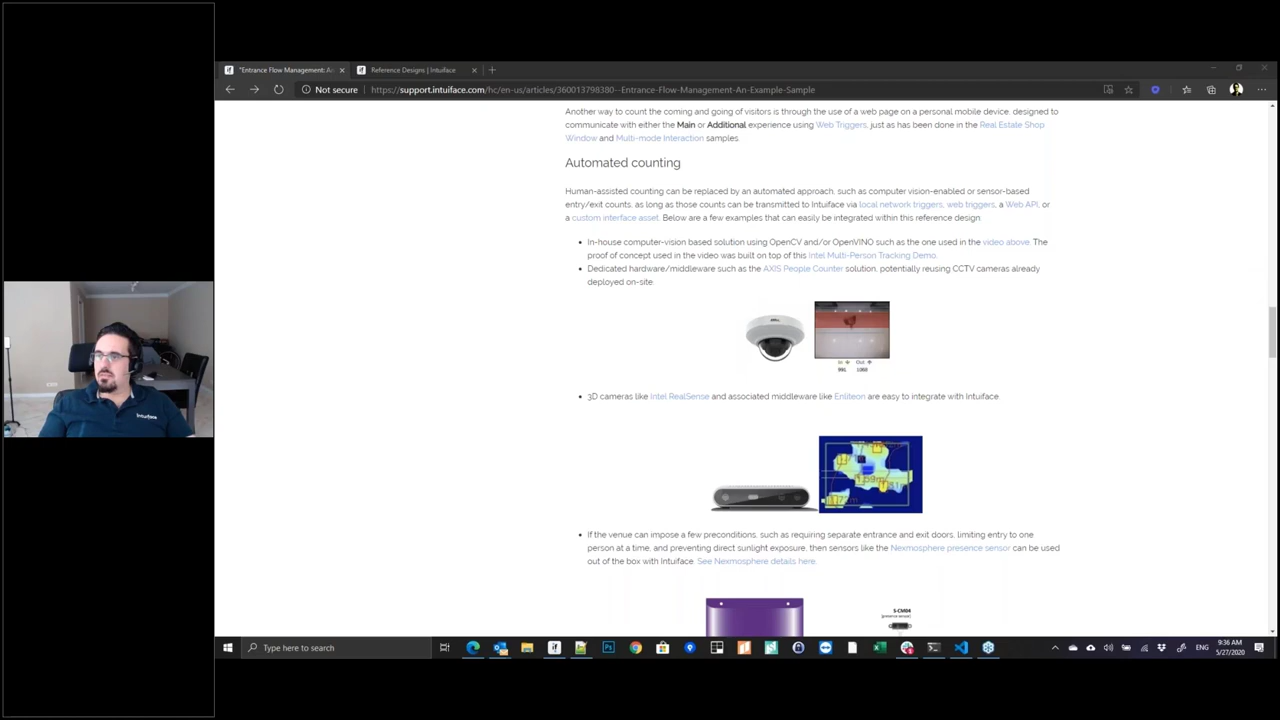 "Entrance Flow Management: An
Reference Designs | Intuiface
Not secure
https://support.intuiface.com/hc/en-us/articles/360013798380--Entrance-Flow-Management-An-Example-Sample
Another way to count the coming and going of visitors is through the use of a web page on a personal mobile device, designed to
communicate with either the Main or Additional experience using Web Triggers, just as has been done in the Real Estate Shop
Window and Multi-mode Interaction samples.
Automated counting
Human-assisted counting can be replaced by an automated approach, such as computer vision-enabled or sensor-based
entry/exit counts, as long as those counts can be transmitted to Intuiface via local network triggers, web triggers, a Web API, or
a custom interface asset. Below are a few examples that can easily be integrated within this reference design.
In-house computer-vision based solution using OpenCV and/or OpenVINO such as the one used in the video above. The
proof of concept used in the video was built on top of this Intel Multi-Person Tracking Demo.
Dedicated hardware/middleware such as the AXIS People Counter solution, potentially reusing CCTV cameras already
deployed on-site.
In
Out
3D cameras like Intel RealSense and associated middleware like Enliteon are easy to integrate with Intuiface.
If the venue can impose a few preconditions, such as requiring separate entrance and exit doors, limiting entry to one
person at a time, and preventing direct sunlight exposure, then sensors like the Nexmosphere presence sensor can be used
out of the box with Intuiface. See Nexmosphere details here.
S-CM04
(presence sensor)
intuiface
Type here to search
ENG
9:36 AM
5/27/2020